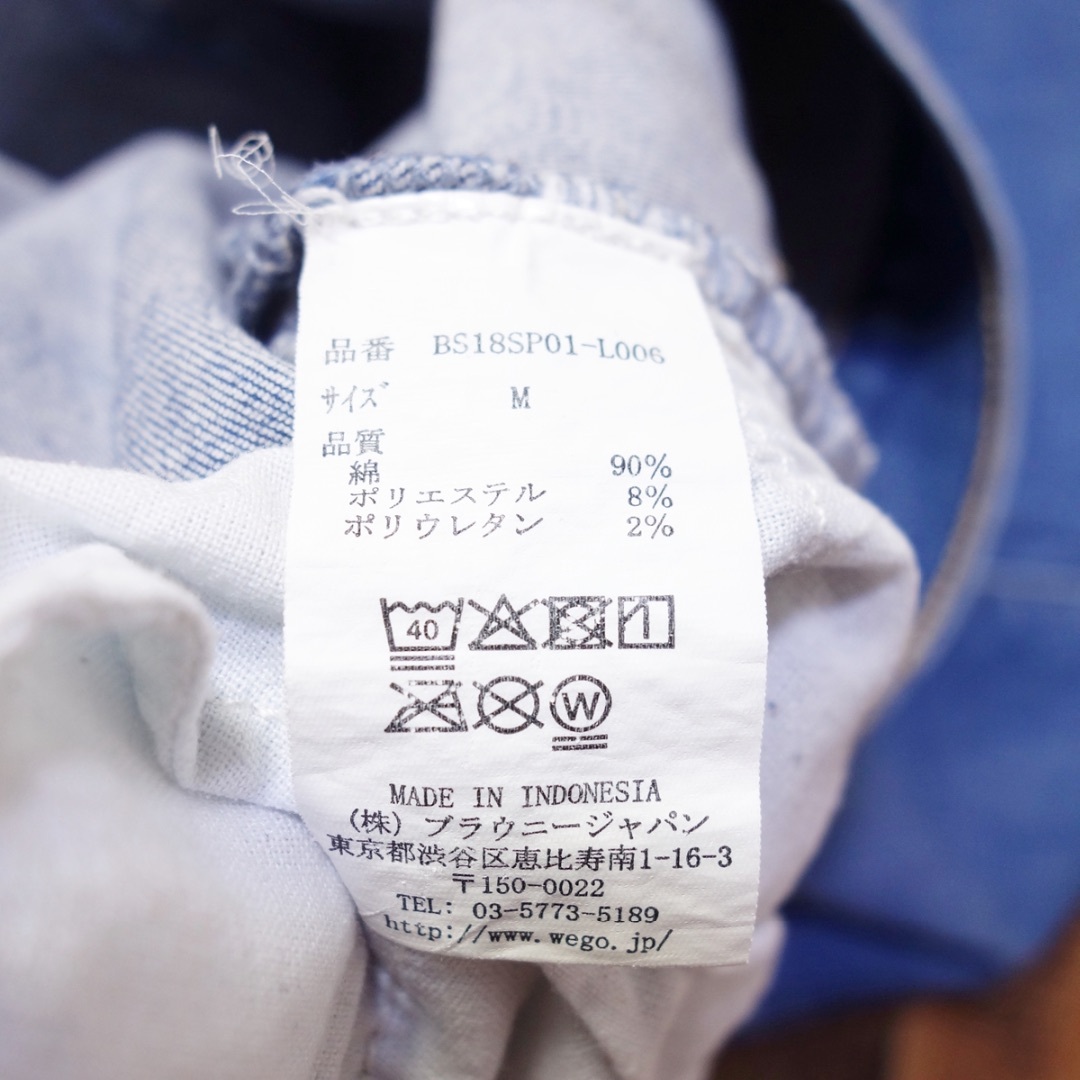 品番 BS18SP01-L006
サイズ M
品質
綿 90%
ポリエステル 8%
ポリウレタン 2%
40
W
MADE IN INDONESIA
(株) ブラウニージャパン
東京都渋谷区恵比寿南1-16-3
〒150-0022
TEL: 03-5773-5189
http://www.wego.jp/